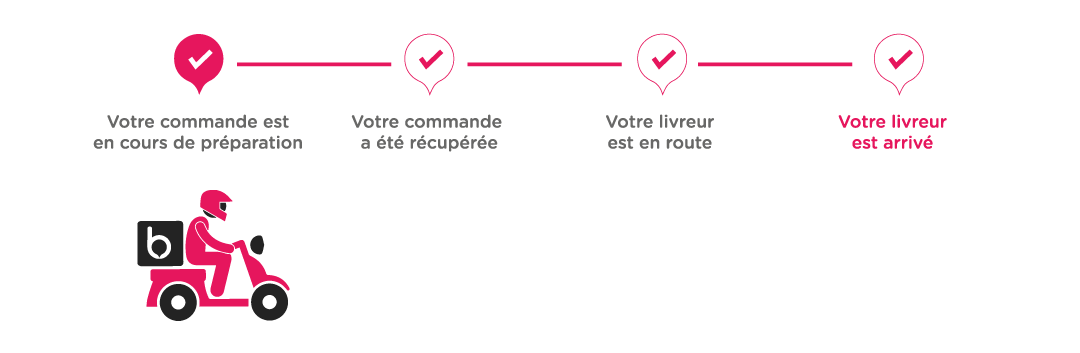 Votre commande est
en cours de préparation
Votre commande
a été récupérée
Votre livreur
est en route
Votre livreur
est arrivé
b